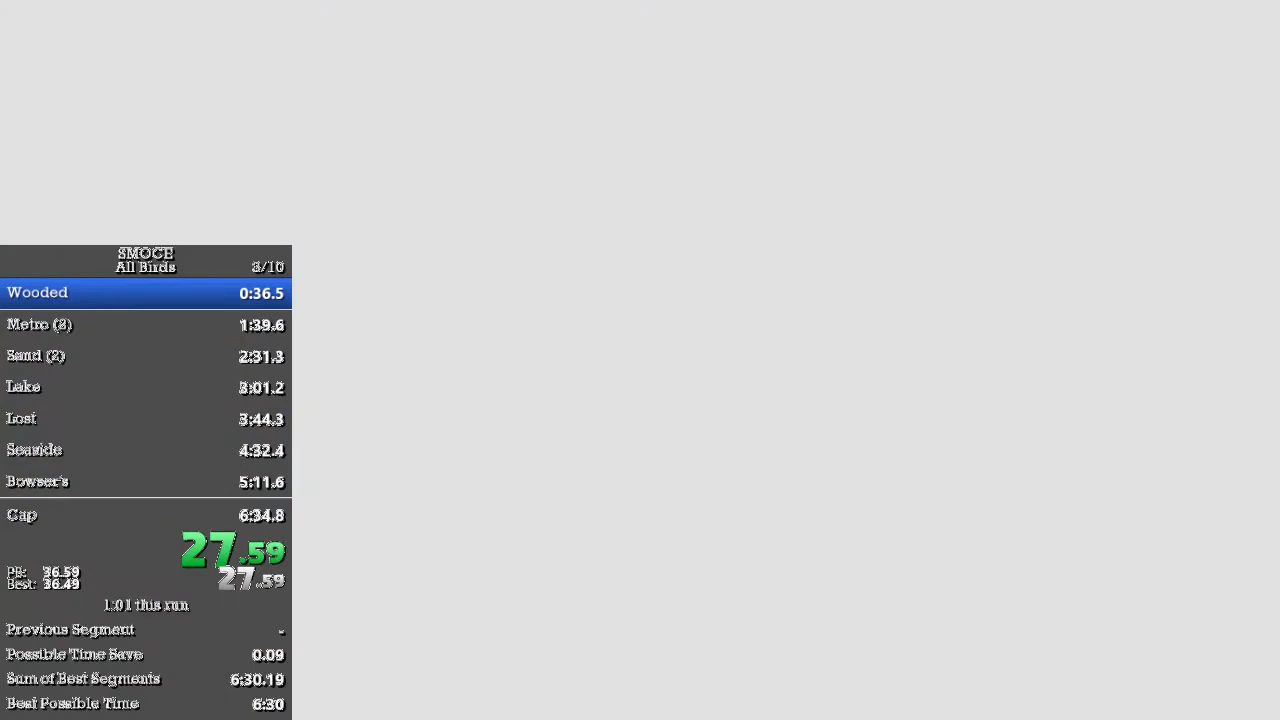 SMOCE
All Birds 3/10
Wooded 0:36.5
Metro (2) 1:39.6
Sand (2) 2:31.3
Lake 3:01.2
Lost 3:44.3
Seaside 4:32.4
Bowser's 5:11.6
Cap 6:34.8
27.59
PB: 36.59 27.59
Best: 36.49
1:01 this run
Previous Segment -
Possible Time Save 0.09
Sum of Best Segments 6:30.19
Best Possible Time 6:30